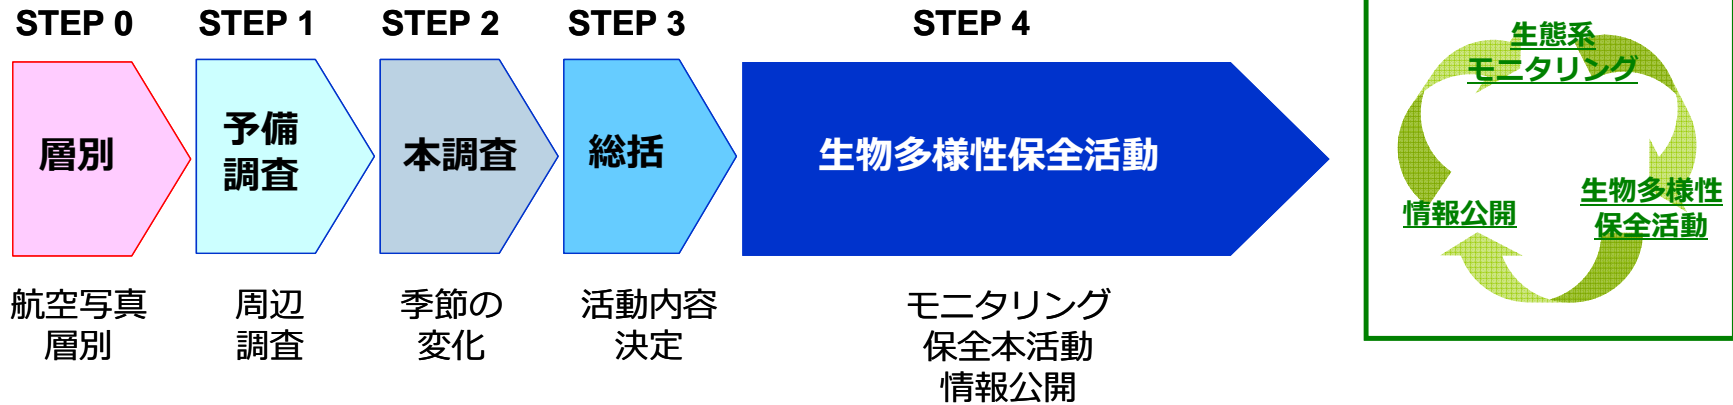 STEP 0
STEP 1
STEP 2
STEP 3
STEP 4
層別
予備
調査
本調査
総括
生物多様性保全活動
航空写真
層別
周辺
調査
季節の
変化
活動内容
決定
モニタリング
保全本活動
情報公開
生態系
モニタリング
生物多様性
保全活動
情報公開